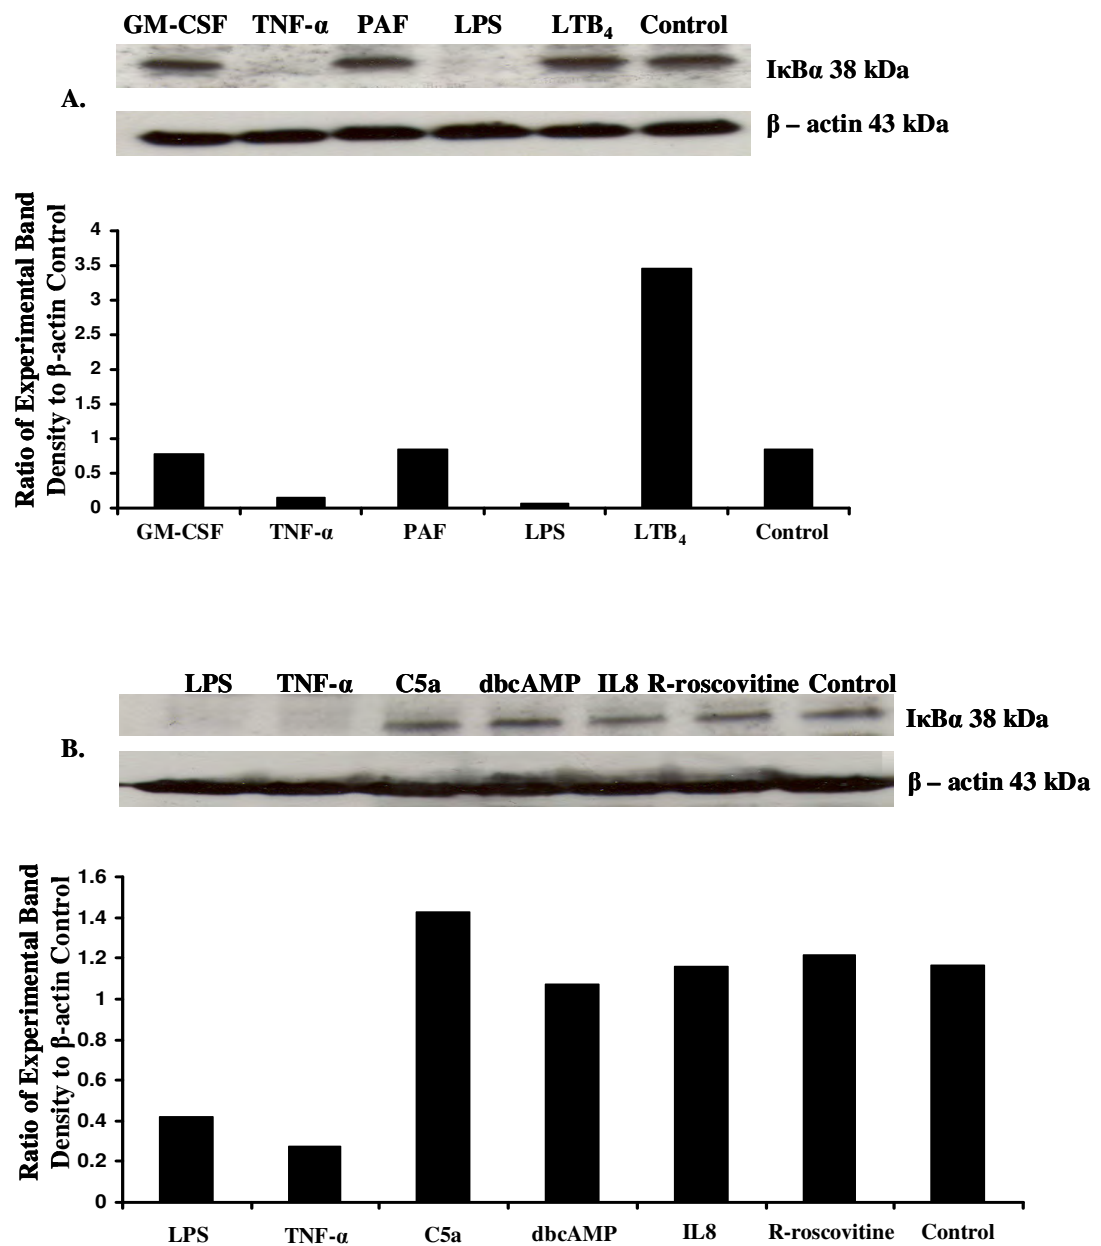 GM-CSF TNF-α PAF LPS LTB₄ Control
IκBα 38 kDa
A.
β – actin 43 kDa
Ratio of Experimental Band
Density to β-actin Control
4
3.5
3
2.5
2
1.5
1
0.5
0
GM-CSF TNF-α PAF LPS LTB₄ Control
LPS TNF-α C5a dbcAMP IL8 R-roscovitine Control
IκBα 38 kDa
B.
β – actin 43 kDa
Ratio of Experimental Band
Density to β-actin Control
1.6
1.4
1.2
1
0.8
0.6
0.4
0.2
0
LPS TNF-α C5a dbcAMP IL8 R-roscovitine Control